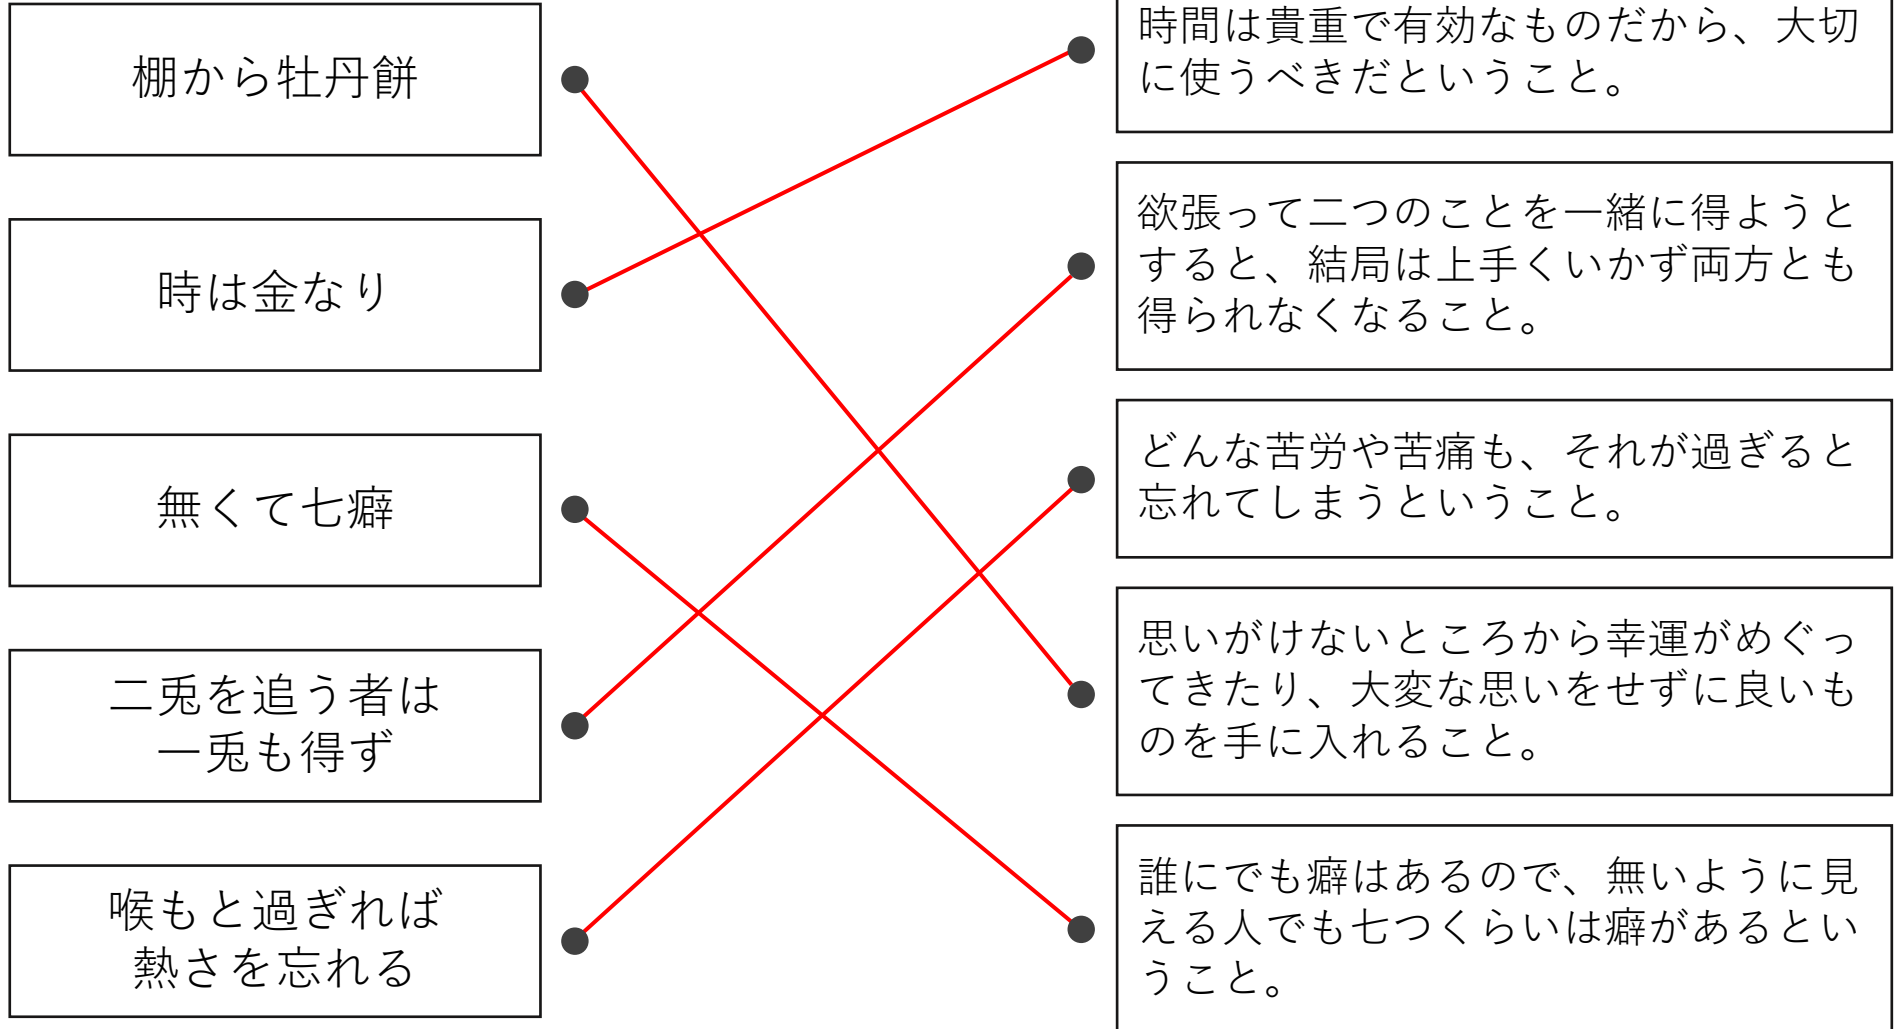 棚から牡丹餅
時は金なり
無くて七癖
二兎を追う者は
一兎も得ず
喉もと過ぎれば
熱さを忘れる
時間は貴重で有効なものだから、大切
に使うべきだということ。
欲張って二つのことを一緒に得ようと
すると、結局は上手くいかず両方とも
得られなくなること。
どんな苦労や苦痛も、それが過ぎると
忘れてしまうということ。
思いがけないところから幸運がめぐっ
てきたり、大変な思いをせずに良いも
のを手に入れること。
誰にでも癖はあるので、無いように見
える人でも七つくらいは癖があるとい
うこと。